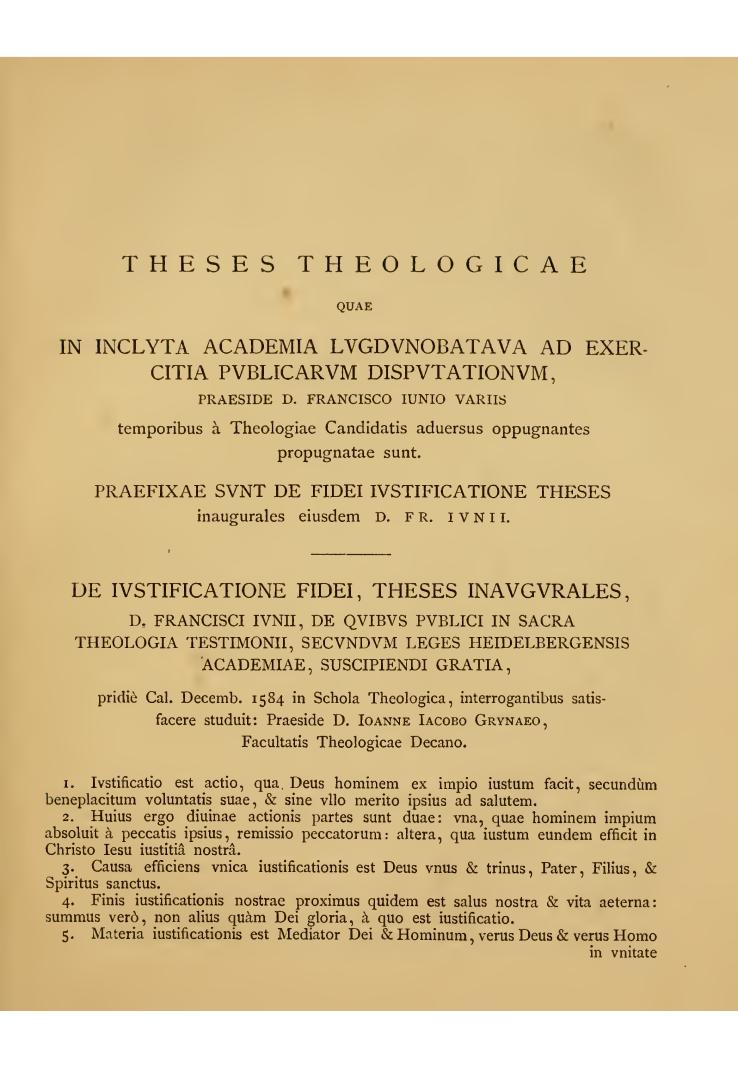 THESES THEOLOGICAE
QUAE
IN INCLYTA ACADEMIA LVGDVNOBATAVA AD EXER-
CITIA PVBLICARVM DISPVTATIONVM,
PRAESIDE D. FRANCISCO IUNIO VARIIS
temporibus à Theologiae Candidatis aduersus oppugnantes
propugnatae sunt.
PRAEFIXAE SVNT DE FIDEI IVSTIFICATIONE THESES
inaugurales eiusdem D. FR. IVNII.
DE IVSTIFICATIONE FIDEI, THESES INAVGVRALES,
D. FRANCISCI IVNII, DE QVIBVS PVBLICI IN SACRA
THEOLOGIA TESTIMONII, SECVNDVM LEGES HEIDELBERGENSIS
ACADEMIAE, SUSCIPIENDI GRATIA,
pridiè Cal. Decemb. 1584 in Schola Theologica, interrogantibus satis-
facere studuit: Praeside D. IOANNE IACOBO GRYNAEO,
Facultatis Theologicae Decano.
1. Ivstificatio est actio, qua Deus hominem ex impio iustum facit, secundùm
beneplacitum voluntatis suae, & sine vllo merito ipsius ad salutem.
2. Huius ergo diuinae actionis partes sunt duae: vna, quae hominem impium
absoluit à peccatis ipsius, remissio peccatorum: altera, qua iustum eundem efficit in
Christo Iesu iustitiâ nostrâ.
3. Causa efficiens vnica iustificationis est Deus vnus & trinus, Pater, Filius, &
Spiritus sanctus.
4. Finis iustificationis nostrae proximus quidem est salus nostra & vita aeterna:
summus verò, non alius quàm Dei gloria, à quo est iustificatio.
5. Materia iustificationis est Mediator Dei & Hominum, verus Deus & verus Homo
in vnitate